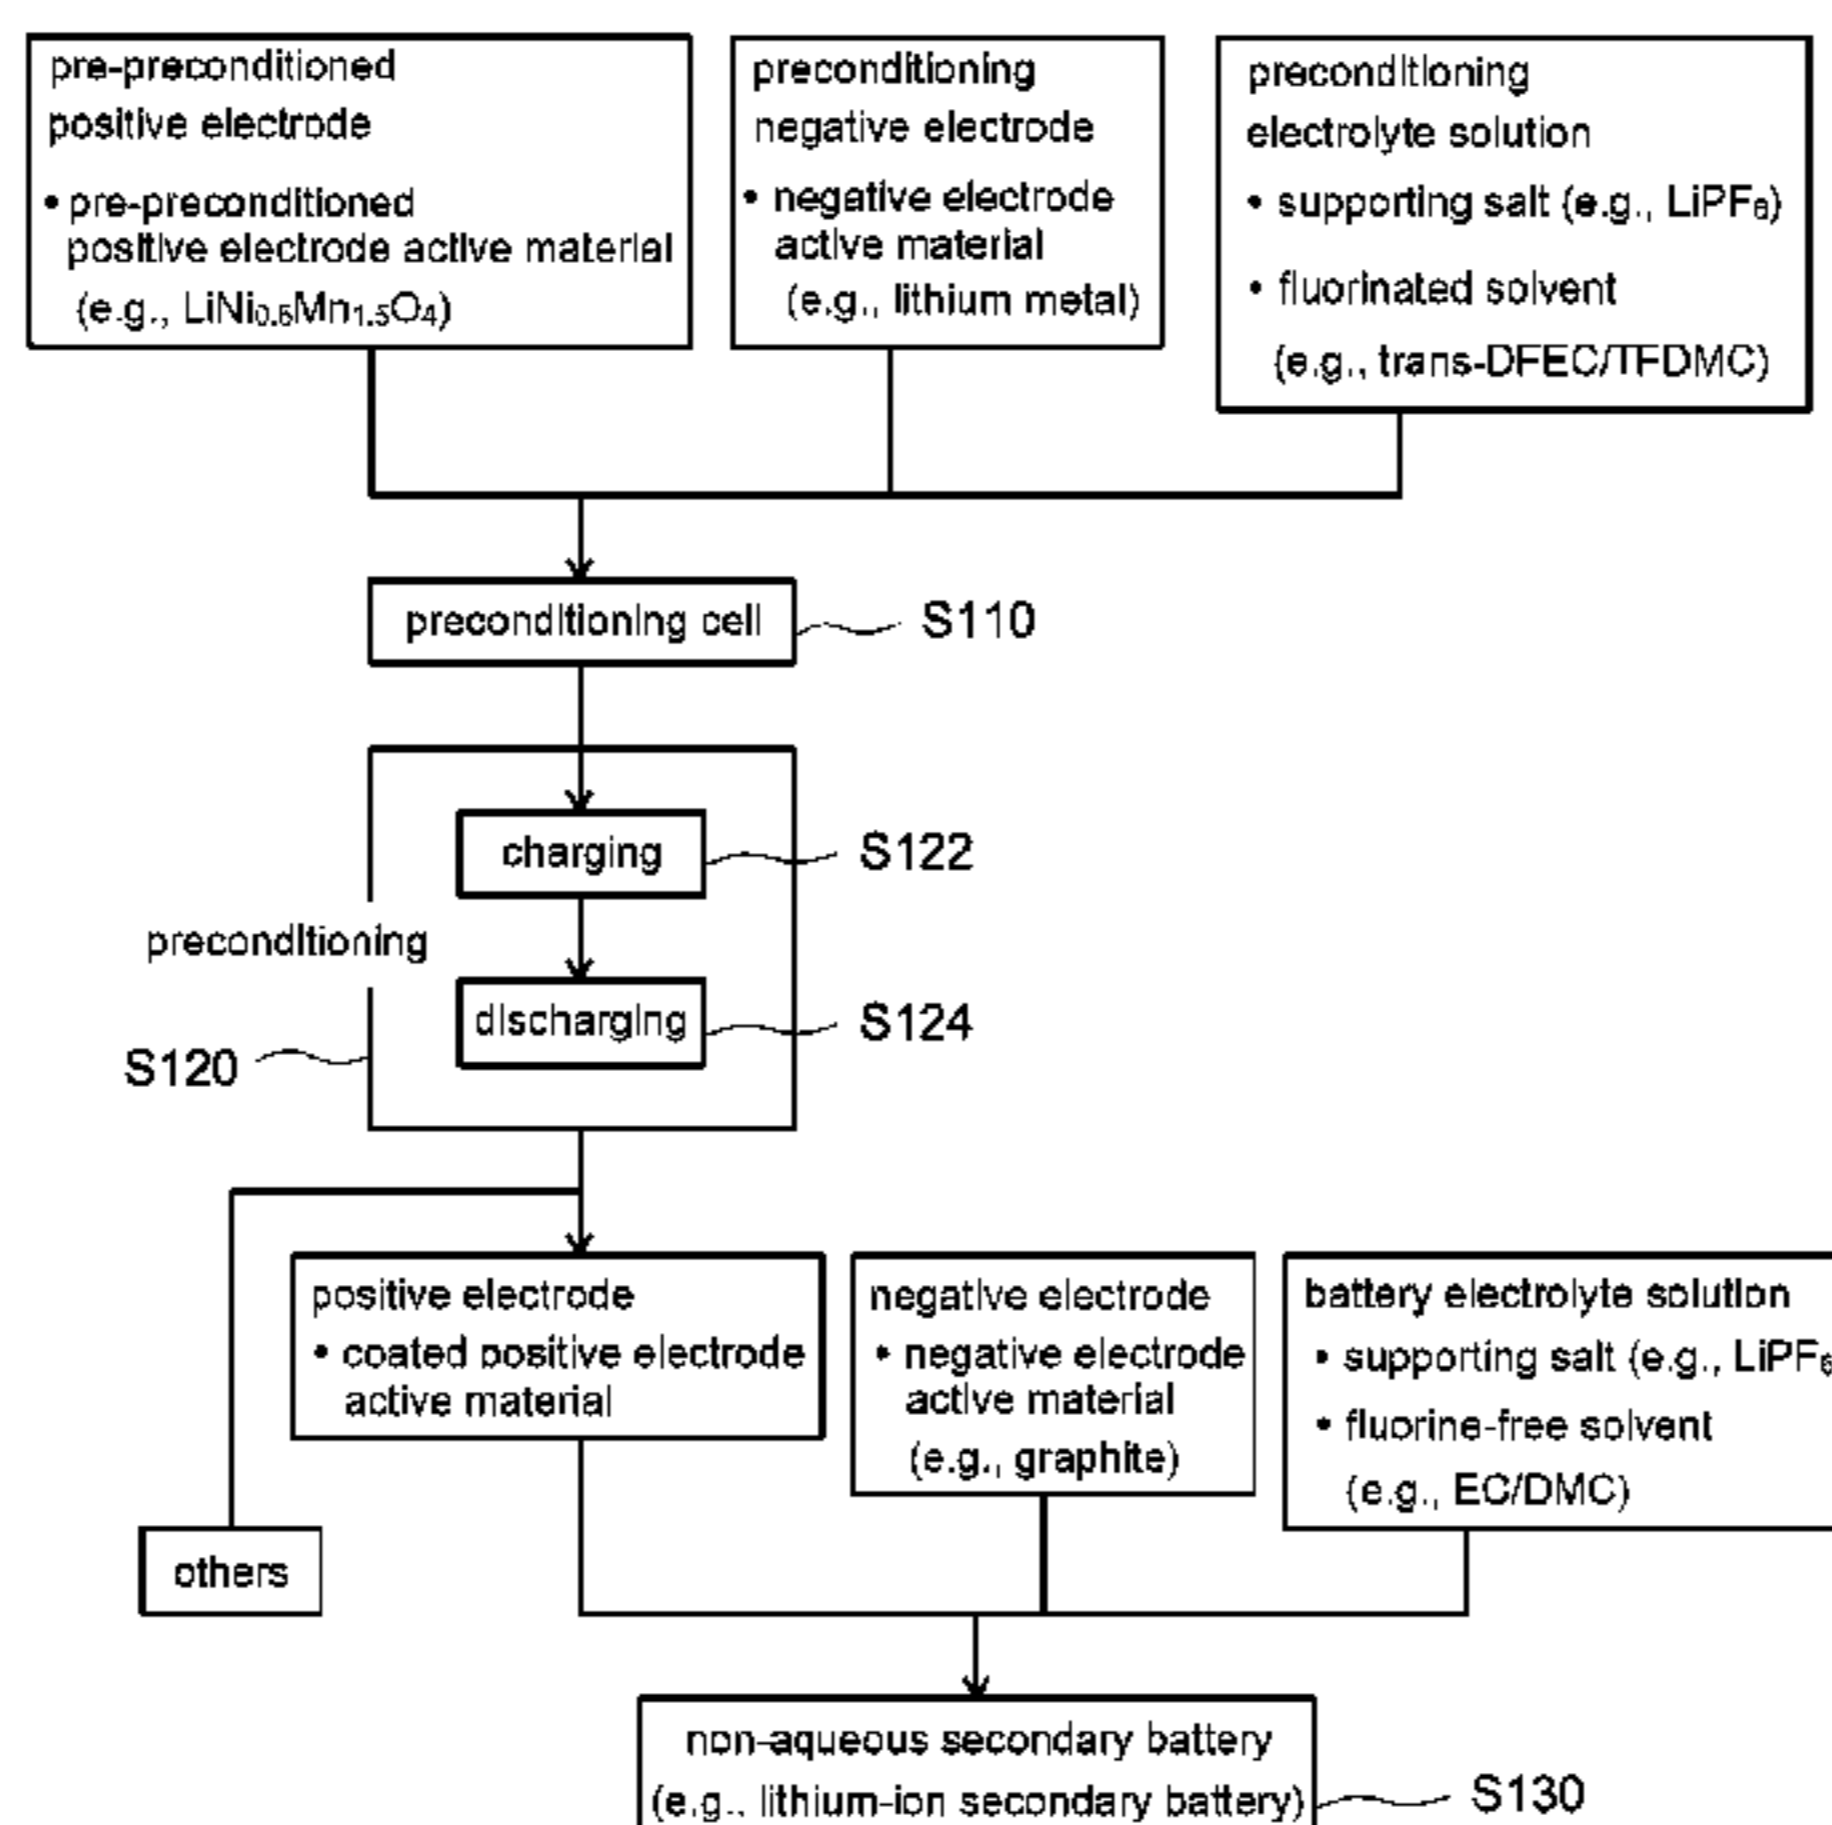 pre-preconditioned
positive electrode
• pre-preconditioned
positive electrode active material
(e.g., LiNi₀.₅Mn₁.₅O₄)
preconditioning
negative electrode
• negative electrode
active material
(e.g., lithium metal)
preconditioning
electrolyte solution
• supporting salt (e.g., LiPF₆)
• fluorinated solvent
(e.g., trans-DFEC/TFDMC)
preconditioning cell
S110
charging
S122
preconditioning
discharging
S124
S120
positive electrode
• coated positive electrode
active material
negative electrode
• negative electrode
active material
(e.g., graphite)
battery electrolyte solution
• supporting salt (e.g., LiPF₆
• fluorine-free solvent
(e.g., EC/DMC)
others
non-aqueous secondary battery
(e.g., lithium-ion secondary battery)
S130